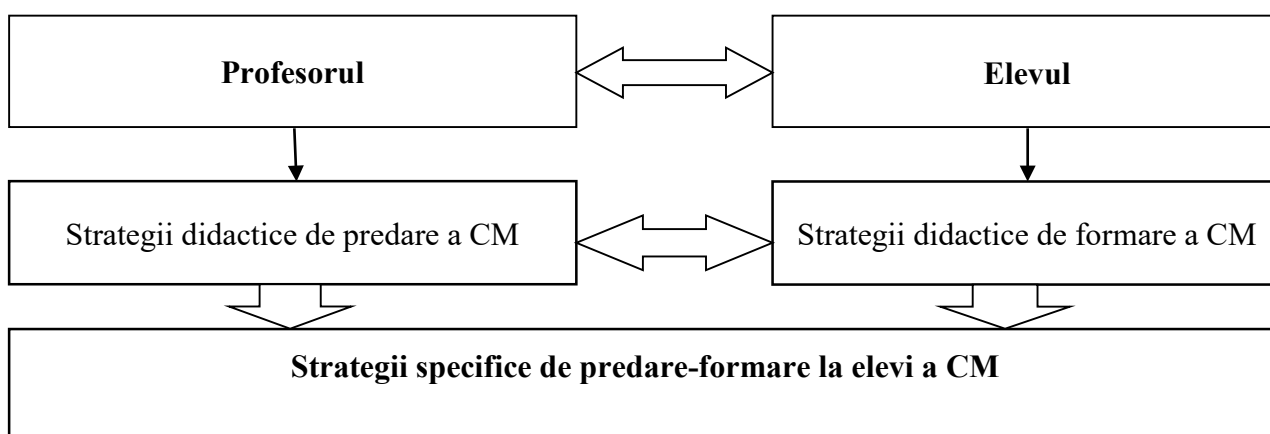 Profesorul
Elevul
Strategii didactice de predare a CM
Strategii didactice de formare a CM
Strategii specifice de predare-formare la elevi a CM